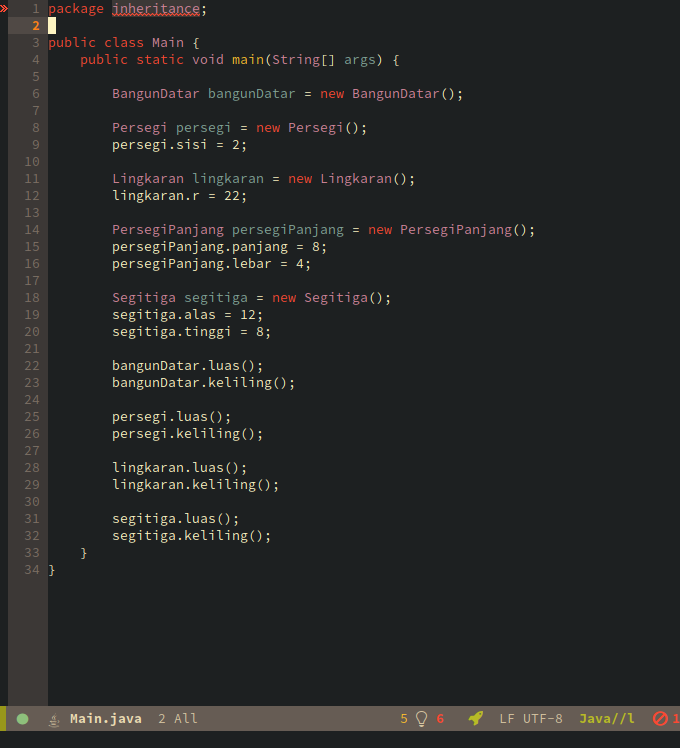 1 package inheritance;
2
3 public class Main {
4     public static void main(String[] args) {
5
6         BangunDatar bangunDatar = new BangunDatar();
7
8         Persegi persegi = new Persegi();
9         persegi.sisi = 2;
10
11         Lingkaran lingkaran = new Lingkaran();
12         lingkaran.r = 22;
13
14         PersegiPanjang persegiPanjang = new PersegiPanjang();
15         persegiPanjang.panjang = 8;
16         persegiPanjang.lebar = 4;
17
18         Segitiga segitiga = new Segitiga();
19         segitiga.alas = 12;
20         segitiga.tinggi = 8;
21
22         bangunDatar.luas();
23         bangunDatar.keliling();
24
25         persegi.luas();
26         persegi.keliling();
27
28         lingkaran.luas();
29         lingkaran.keliling();
30
31         segitiga.luas();
32         segitiga.keliling();
33     }
34 }
Main.java 2 All 5 6 LF UTF-8 Java//l 1